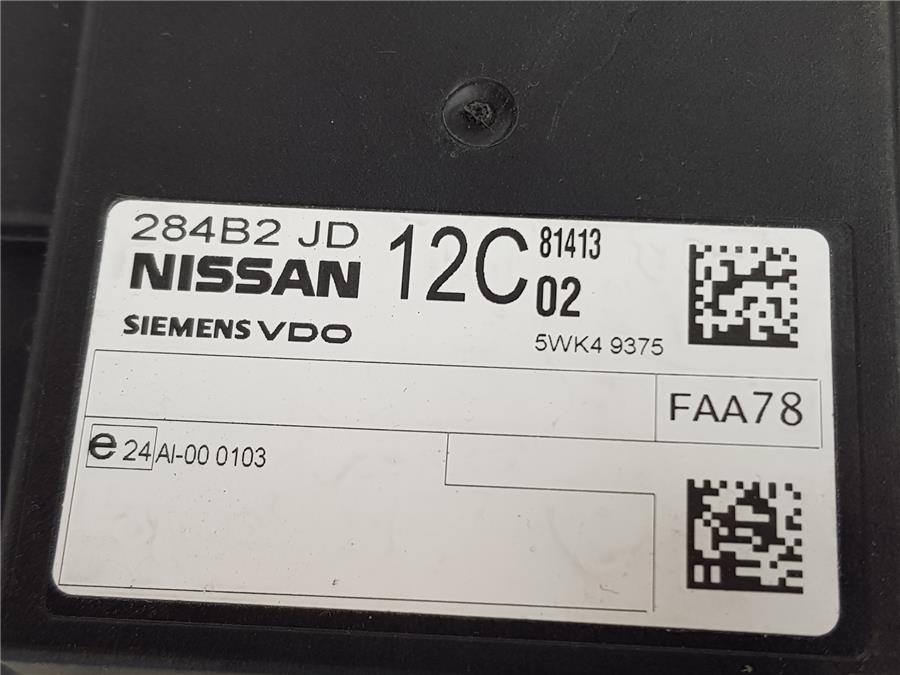 284B2 JD 12C 81413
NISSAN 02
SIEMENS VDO 5WK4 9375
FAA78
e 24 AI-00 0103